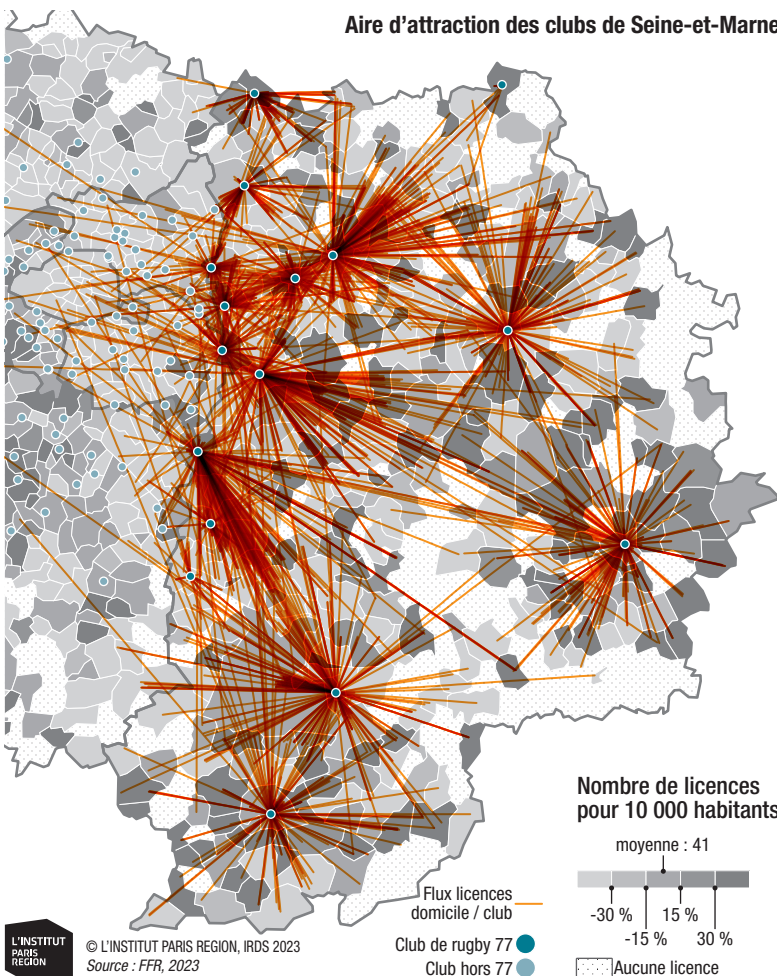 Aire d'attraction des clubs de Seine-et-Marne
Nombre de licences
pour 10 000 habitants
moyenne : 41
-30 %
15 %
-15 %
30 %
Aucune licence
Flux licences
domicile / club
Club de rugby 77
Club hors 77
L'INSTITUT
PARIS
REGION
© L'INSTITUT PARIS REGION, IRDS 2023
Source : FFR, 2023